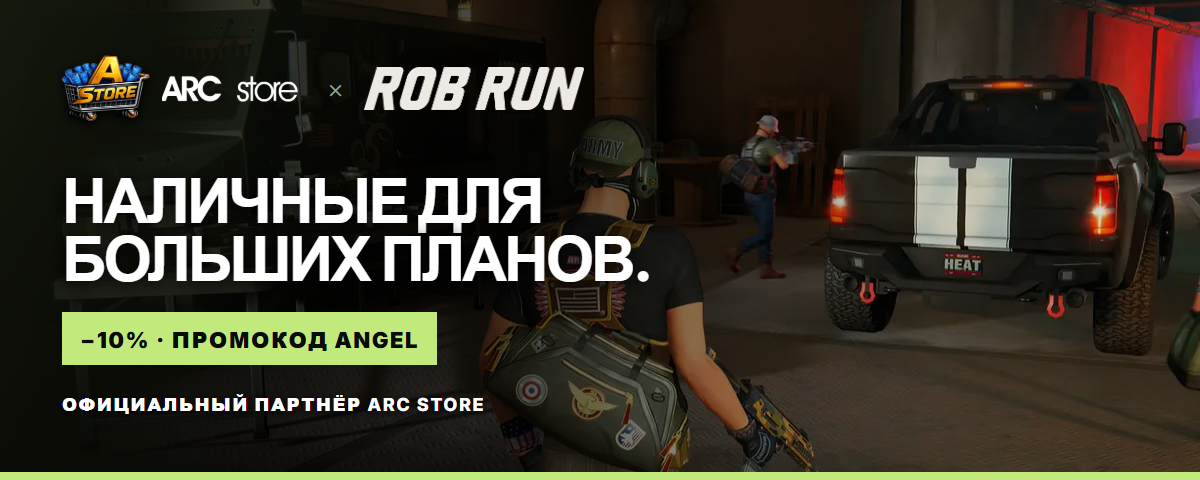 A STORE ARC store × ROB RUN
НАЛИЧНЫЕ ДЛЯ
БОЛЬШИХ ПЛАНОВ.
–10% · ПРОМОКОД ANGEL
ОФИЦИАЛЬНЫЙ ПАРТНЁР ARC STORE
ARMY
HEAT